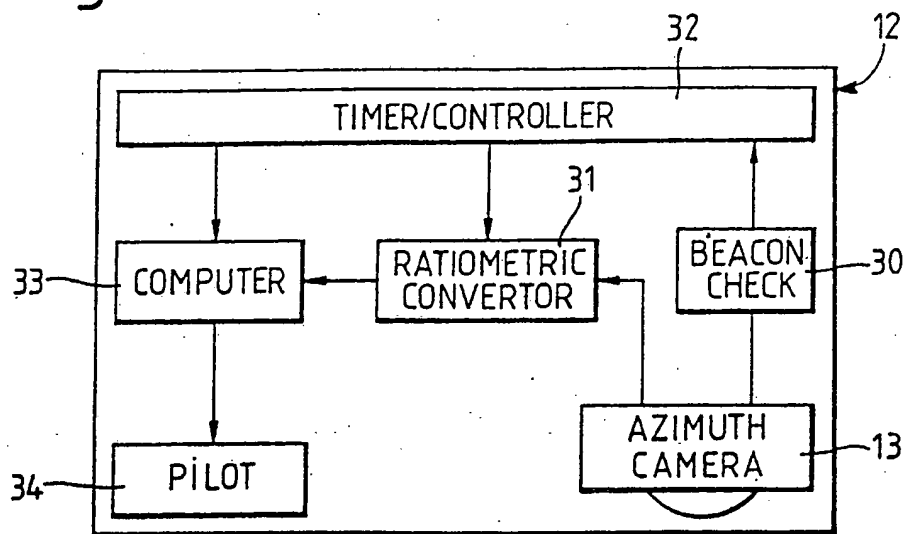 32
12
TIMER/CONTROLLER
31
33
COMPUTER
RATIOMETRIC
CONVERTOR
BEACON
CHECK
30
34
PILOT
AZIMUTH
CAMERA
13